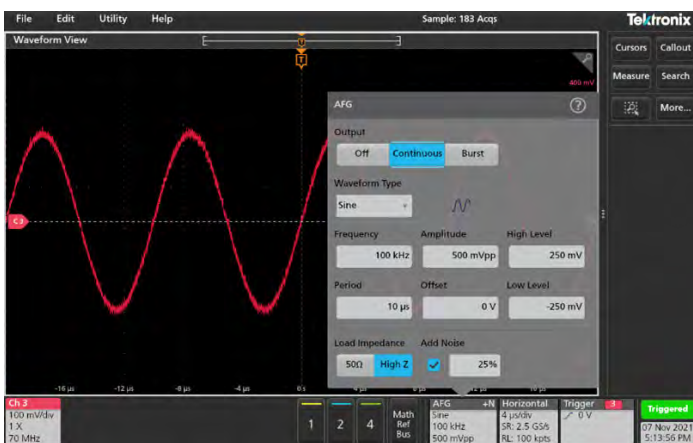 File Edit Utility Help Sample: 183 Acqs Tektronix
Waveform View
Cursors Callout
Measure Search
More...
T
T
400 mV
AFG ?
Output
Off Continuous Burst
Waveform Type
Sine
Frequency Amplitude High Level
100 kHz 500 mVpp 250 mV
Period Offset Low Level
10 µs 0 V -250 mV
Load Impedance Add Noise
50Ω High Z 25%
C 3
-16 µs -12 µs -8 µs -4 µs 0 s
Ch 3
100 mV/div
1 X
70 MHz
1 2 4
Math
Ref
Bus
AFG +N
Sine
100 kHz
500 mVpp
Horizontal
4 µs/div
SR: 2.5 GS/s
RL: 100 kpts
Trigger 3
0 V
Triggered
07 Nov 2021
5:13:56